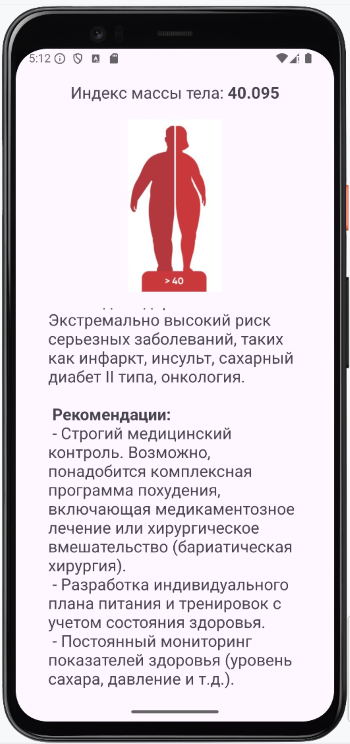 5:12
Индекс массы тела: 40.095
> 40
Экстремально высокий риск
серьезных заболеваний, таких
как инфаркт, инсульт, сахарный
диабет II типа, онкология.
Рекомендации:
- Строгий медицинский
контроль. Возможно,
понадобится комплексная
программа похудения,
включающая медикаментозное
лечение или хирургическое
вмешательство (бариатическая
хирургия).
- Разработка индивидуального
плана питания и тренировок с
учетом состояния здоровья.
- Постоянный мониторинг
показателей здоровья (уровень
сахара, давление и т.д.).